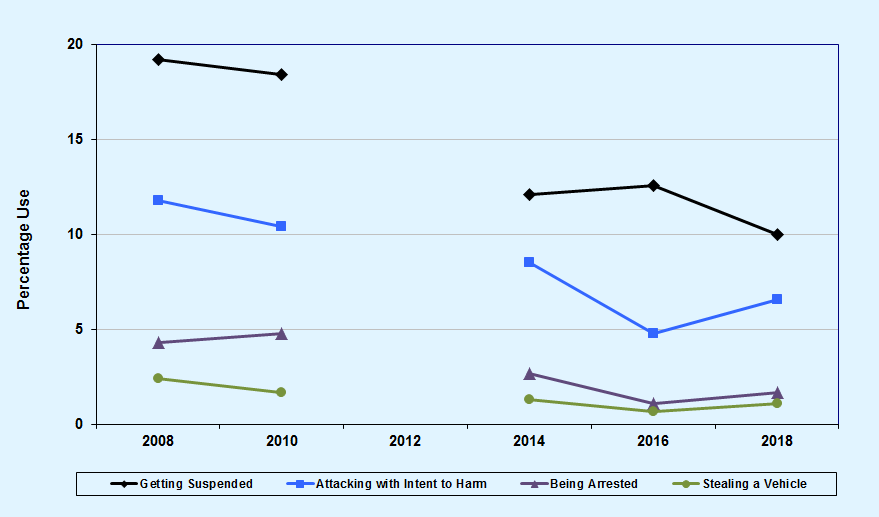 20
15
10
5
0
Percentage Use
2008 2010 2012 2014 2016 2018
Getting Suspended Attacking with Intent to Harm Being Arrested Stealing a Vehicle